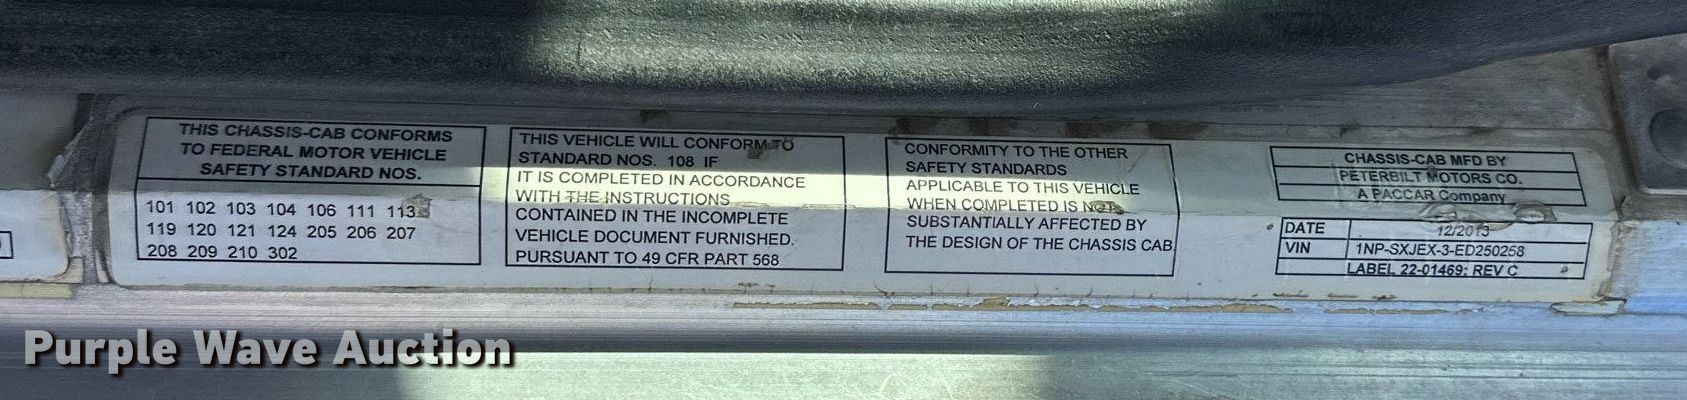 THIS CHASSIS-CAB CONFORMS
TO FEDERAL MOTOR VEHICLE
SAFETY STANDARD NOS.
101 102 103 104 106 111 113
119 120 121 124 205 206 207
208 209 210 302
THIS VEHICLE WILL CONFORM TO
STANDARD NOS. 108 IF
IT IS COMPLETED IN ACCORDANCE
WITH THE INSTRUCTIONS
CONTAINED IN THE INCOMPLETE
VEHICLE DOCUMENT FURNISHED.
PURSUANT TO 49 CFR PART 568
CONFORMITY TO THE OTHER
SAFETY STANDARDS
APPLICABLE TO THIS VEHICLE
WHEN COMPLETED IS NOT
SUBSTANTIALLY AFFECTED BY
THE DESIGN OF THE CHASSIS CAB.
CHASSIS-CAB MFD BY
PETERBILT MOTORS CO.
A PACCAR Company
DATE 12/2013
VIN 1NP-SXJEX-3-ED250258
LABEL 22-01469: REV C
Purple Wave Auction